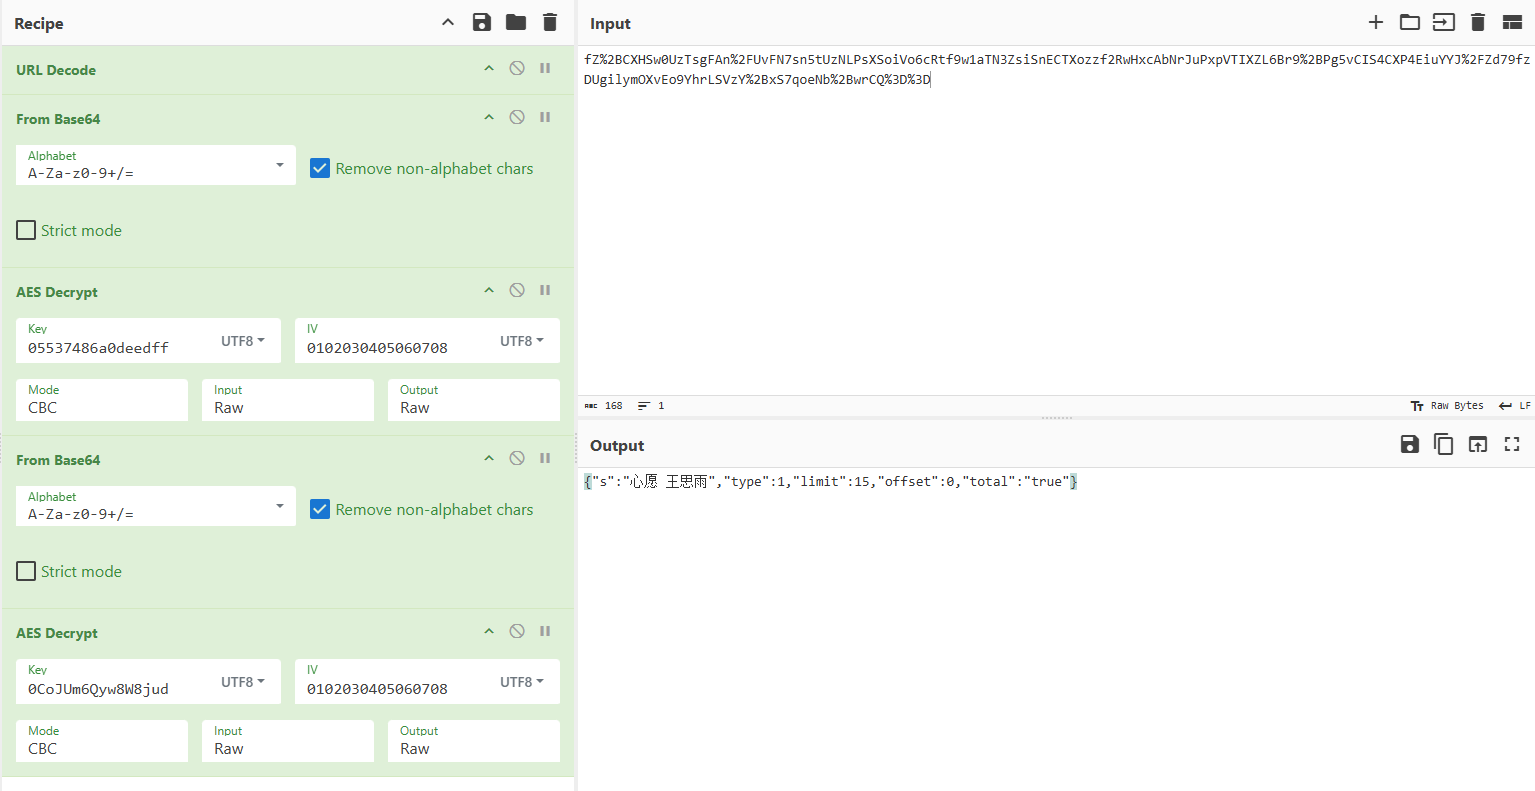 Recipe
URL Decode
From Base64
Alphabet
A-Za-z0-9+/=
Remove non-alphabet chars
Strict mode
AES Decrypt
Key
05537486a0deedff
UTF8
IV
0102030405060708
UTF8
Mode
CBC
Input
Raw
Output
Raw
From Base64
Alphabet
A-Za-z0-9+/=
Remove non-alphabet chars
Strict mode
AES Decrypt
Key
0CoJUm6Qyw8W8jud
UTF8
IV
0102030405060708
UTF8
Mode
CBC
Input
Raw
Output
Raw
Input
fZ%2BCXHSw0UzTsgFAn%2FUvFN7sn5tUzNLPsXSoiVo6cRtf9w1aTN3ZsiSnECTXozzf2RwHxcAbNrJuPxpVTIXZL6Br9%2BPg5vCIS4CXP4EiuYYJ%2FZd79fz
DUgilymOXvEo9YhrLSVzY%2BxS7qoeNb%2BwrCQ%3D%3D
ABC 168 1
Tт Raw Bytes LF
Output
{"s":"心愿 王思雨","type":1,"limit":15,"offset":0,"total":"true"}